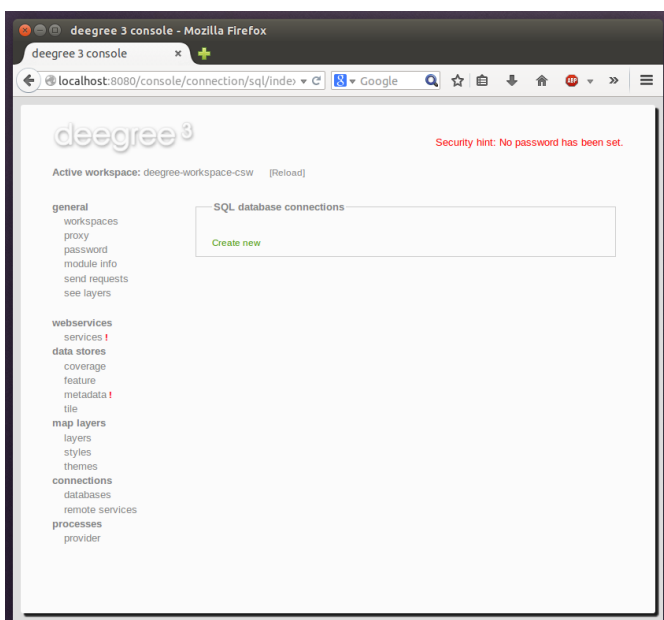 deegree 3 console - Mozilla Firefox
deegree 3 console
localhost:8080/console/connection/sql/index
Google
ABP
deegree 3
Security hint: No password has been set.
Active workspace: deegree-workspace-csw [Reload]
general
workspaces
proxy
password
module info
send requests
see layers
SQL database connections
Create new
webservices
services !
data stores
coverage
feature
metadata !
tile
map layers
layers
styles
themes
connections
databases
remote services
processes
provider